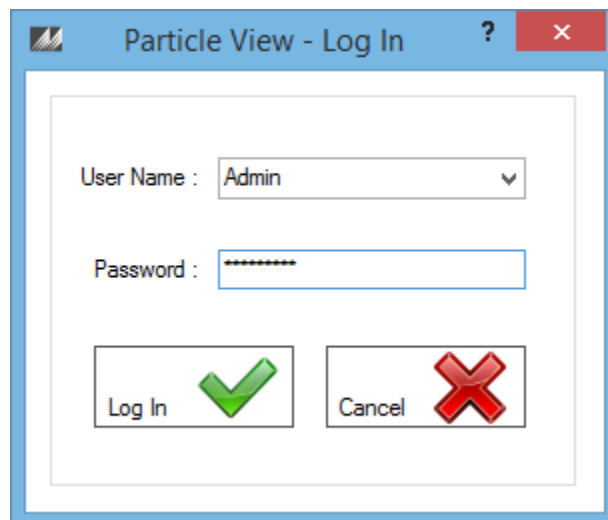 Particle View - Log In ?
User Name : Admin
Password : *********
Log In Cancel